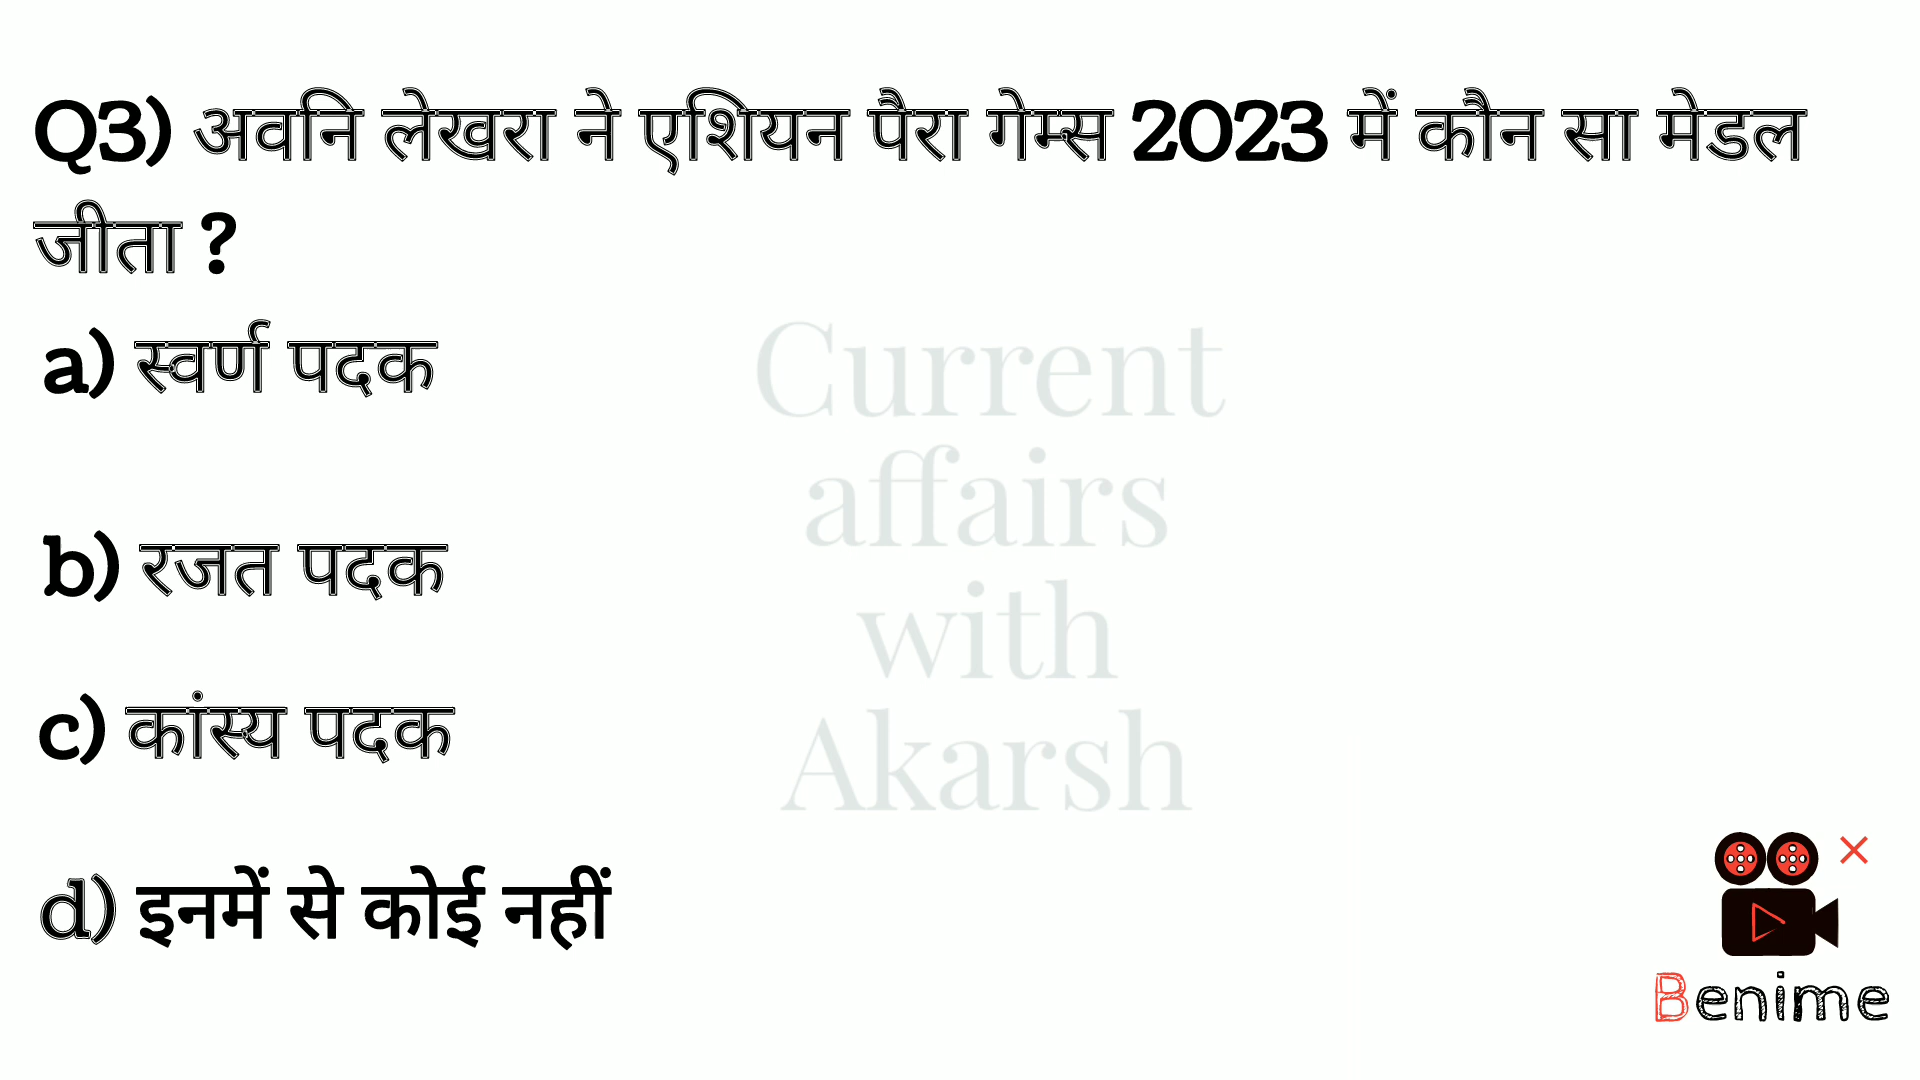 Q3) अवनि लेखरा ने एशियन पैरा गेम्स 2023 में कौन सा मेडल
जीता ?
a) स्वर्ण पदक
b) रजत पदक
c) कांस्य पदक
d) इनमें से कोई नहीं
Current
affairs
with
Akarsh
Benime